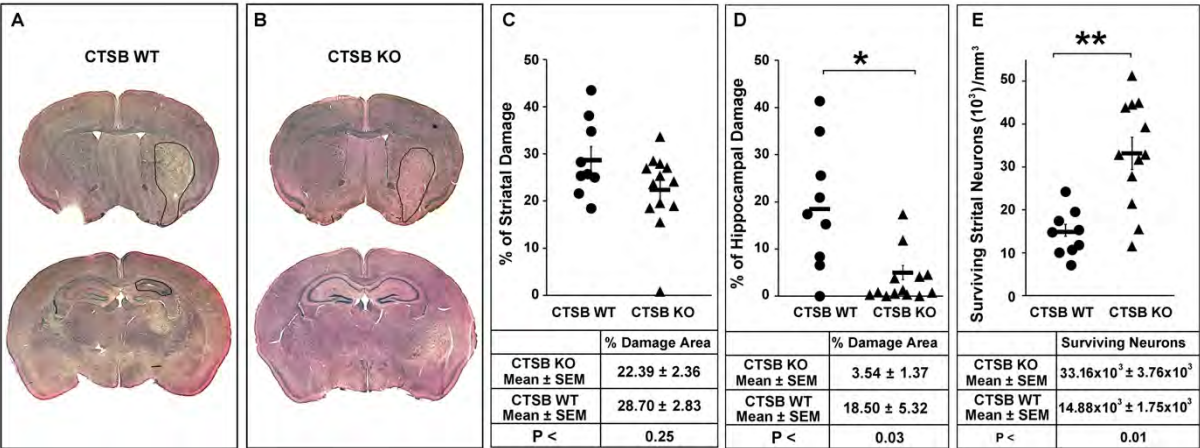 A
CTSB WT
B
CTSB KO
C
% of Striatal Damage
50
40
30
20
10
0
CTSB WT CTSB KO
% Damage Area
CTSB KO
Mean ± SEM
22.39 ± 2.36
CTSB WT
Mean ± SEM
28.70 ± 2.83
P <
0.25
D
*
% of Hippocampal Damage
50
40
30
20
10
0
CTSB WT CTSB KO
% Damage Area
CTSB KO
Mean ± SEM
3.54 ± 1.37
CTSB WT
Mean ± SEM
18.50 ± 5.32
P <
0.03
E
**
Surviving Strital Neurons (10³)/mm³
50
40
30
20
10
0
CTSB WT CTSB KO
Surviving Neurons
CTSB KO
Mean ± SEM
33.16x10³ ± 3.76x10³
CTSB WT
Mean ± SEM
14.88x10³ ± 1.75x10³
P <
0.01